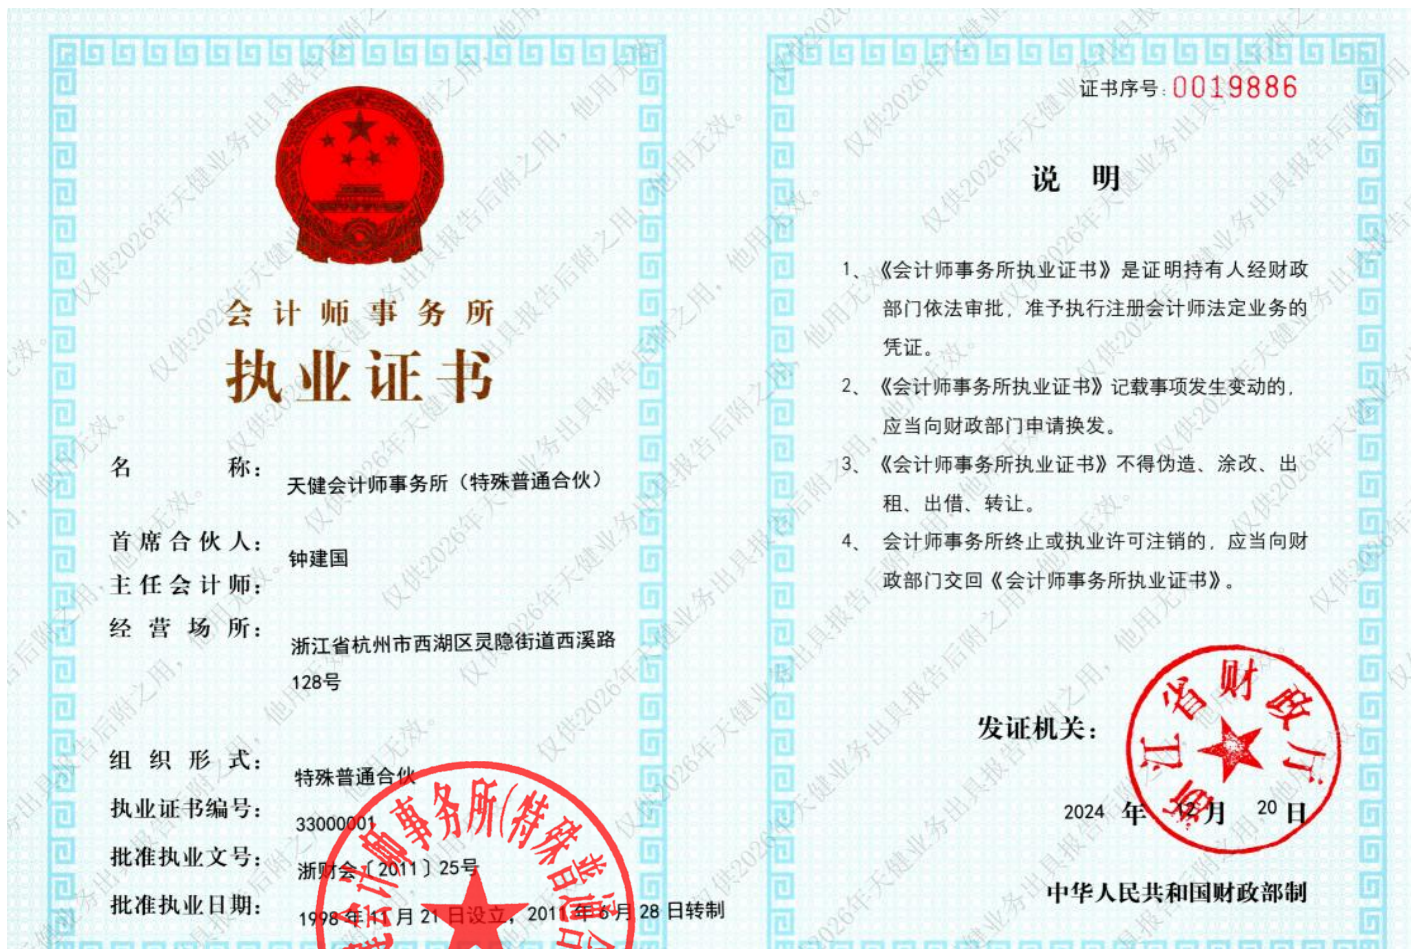 会计师事务所
执业证书
名称：
天健会计师事务所（特殊普通合伙）
首席合伙人：
钟建国
主任会计师：
经营场所：
浙江省杭州市西湖区灵隐街道西溪路
128号
组织形式：
特殊普通合伙
执业证书编号：
33000001
批准执业文号：
浙财会〔2011〕25号
批准执业日期：
1998年11月21日设立，2011年6月28日转制
会计师事务所(特殊普通合
证书序号：0019886
说 明
1、《会计师事务所执业证书》是证明持有人经财政
部门依法审批，准予执行注册会计师法定业务的
凭证。
2、《会计师事务所执业证书》记载事项发生变动的，
应当向财政部门申请换发。
3、《会计师事务所执业证书》不得伪造、涂改、出
租、出借、转让。
4、会计师事务所终止或执业许可注销的，应当向财
政部门交回《会计师事务所执业证书》。
发证机关：
浙江省财政厅
2024 年 12月 20日
中华人民共和国财政部制
仅供2026年天健业务出具报告后附之用，他用无效。